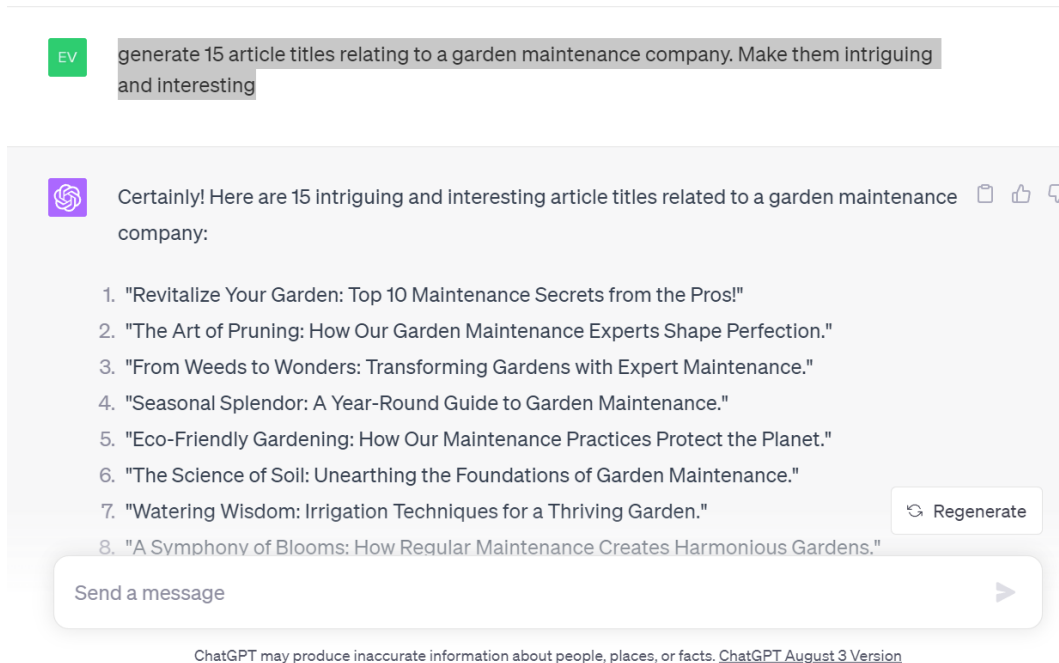 EV
generate 15 article titles relating to a garden maintenance company. Make them intriguing
and interesting
Certainly! Here are 15 intriguing and interesting article titles related to a garden maintenance
company:
1. "Revitalize Your Garden: Top 10 Maintenance Secrets from the Pros!"
2. "The Art of Pruning: How Our Garden Maintenance Experts Shape Perfection."
3. "From Weeds to Wonders: Transforming Gardens with Expert Maintenance."
4. "Seasonal Splendor: A Year-Round Guide to Garden Maintenance."
5. "Eco-Friendly Gardening: How Our Maintenance Practices Protect the Planet."
6. "The Science of Soil: Unearthing the Foundations of Garden Maintenance."
7. "Watering Wisdom: Irrigation Techniques for a Thriving Garden."
Regenerate
8. "A Symphony of Blooms: How Regular Maintenance Creates Harmonious Gardens."
Send a message
ChatGPT may produce inaccurate information about people, places, or facts. ChatGPT August 3 Version